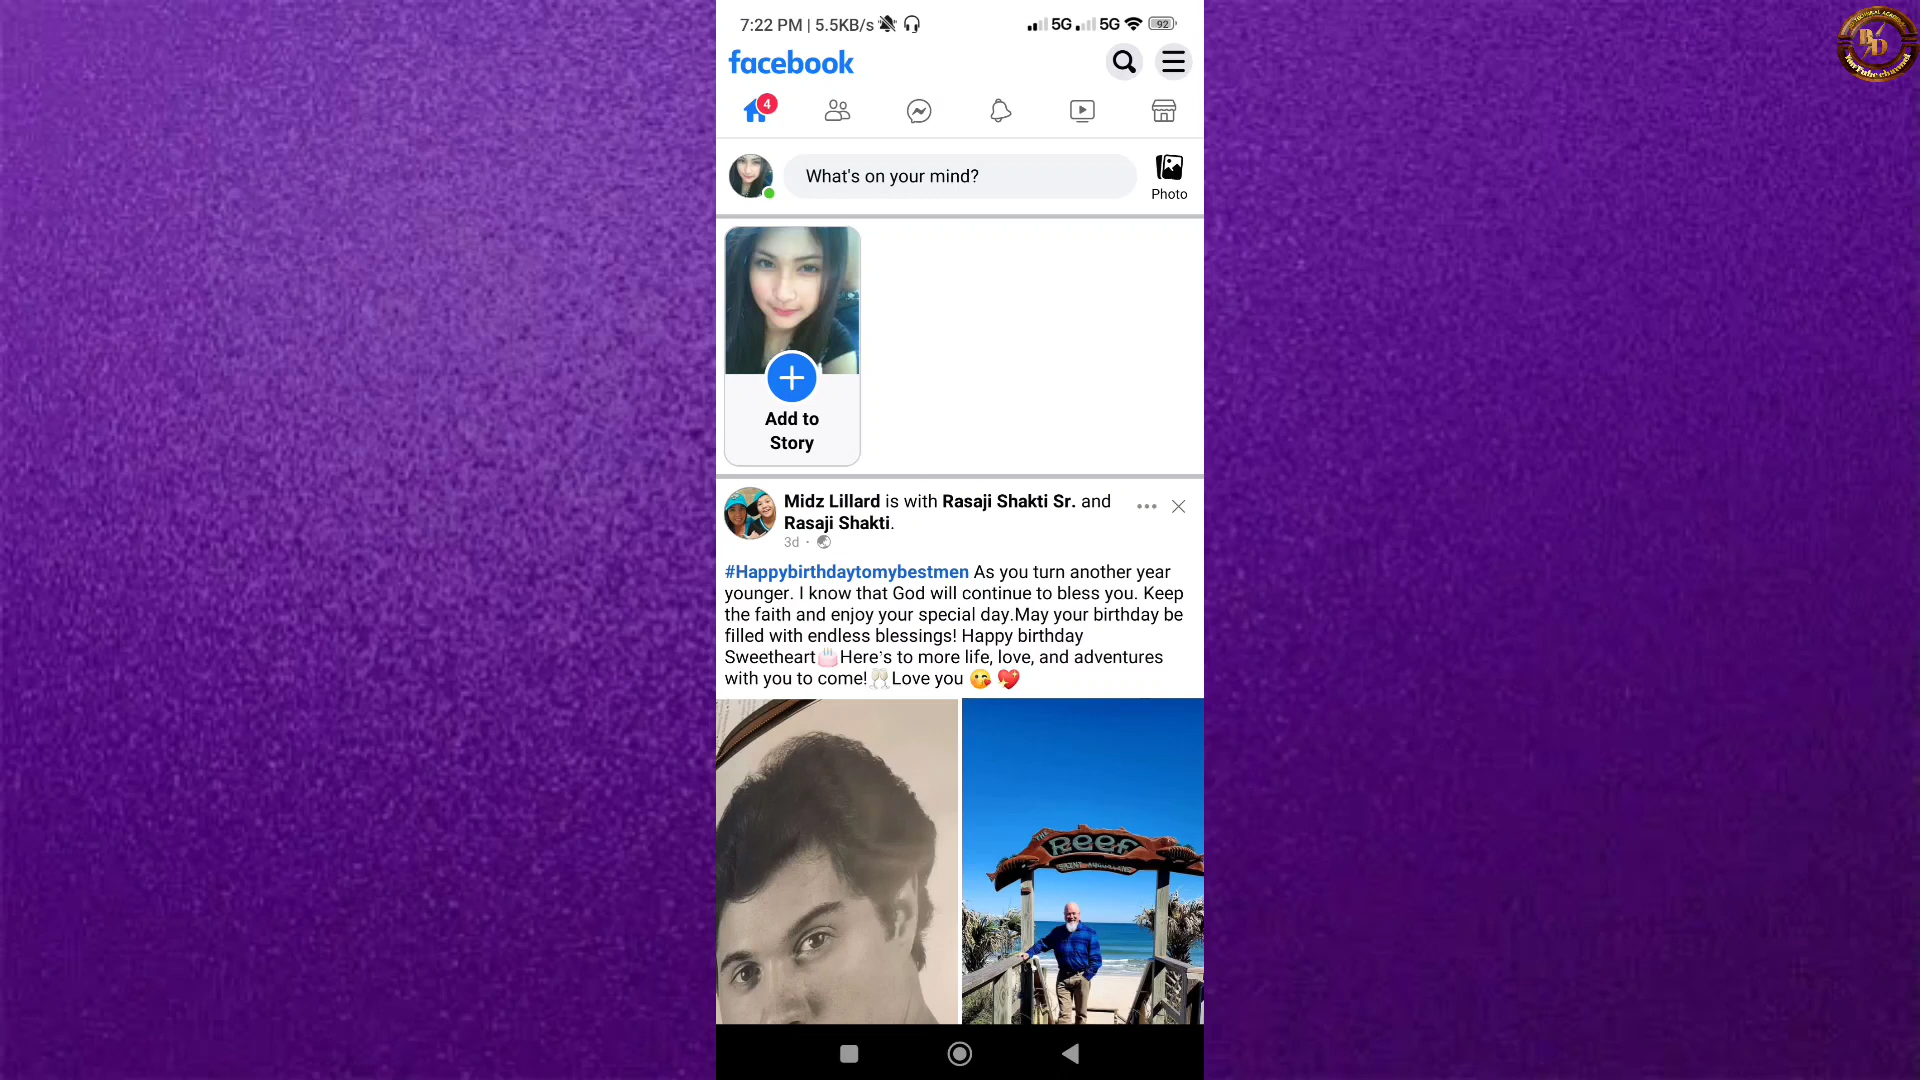 7:22 PM | 5.5KB/s
5G 5G 92
facebook
4
What's on your mind?
Photo
Add to
Story
Midz Lillard is with Rasaji Shakti Sr. and
Rasaji Shakti.
3d ·
#Happybirthdaytomybestmen As you turn another year
younger. I know that God will continue to bless you. Keep
the faith and enjoy your special day.May your birthday be
filled with endless blessings! Happy birthday
Sweetheart🎂Here's to more life, love, and adventures
with you to come!🥂Love you 😘 💖
THE
Reef
BD
YouTube channel